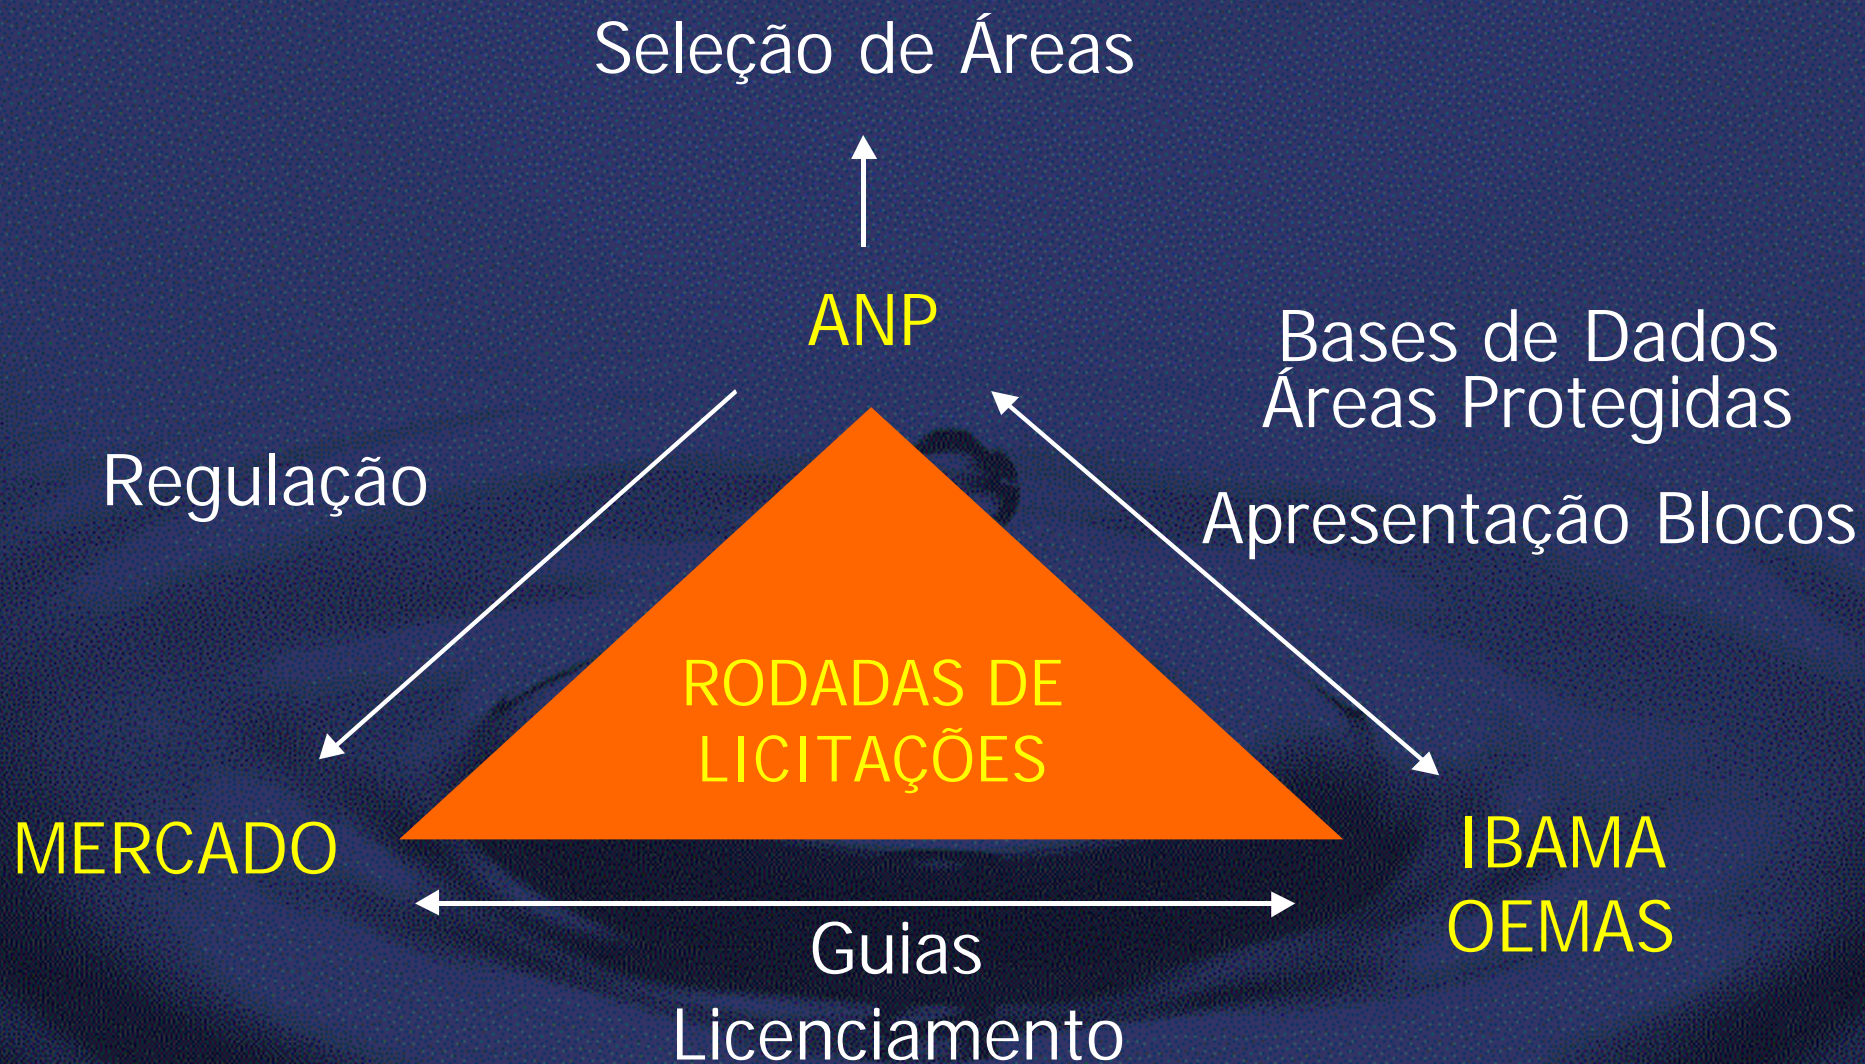 Seleção de Áreas
ANP
Bases de Dados
Áreas Protegidas
Regulação
Apresentação Blocos
RODADAS DE
LICITAÇÕES
MERCADO
IBAMA
OEMAS
Guias
Licenciamento